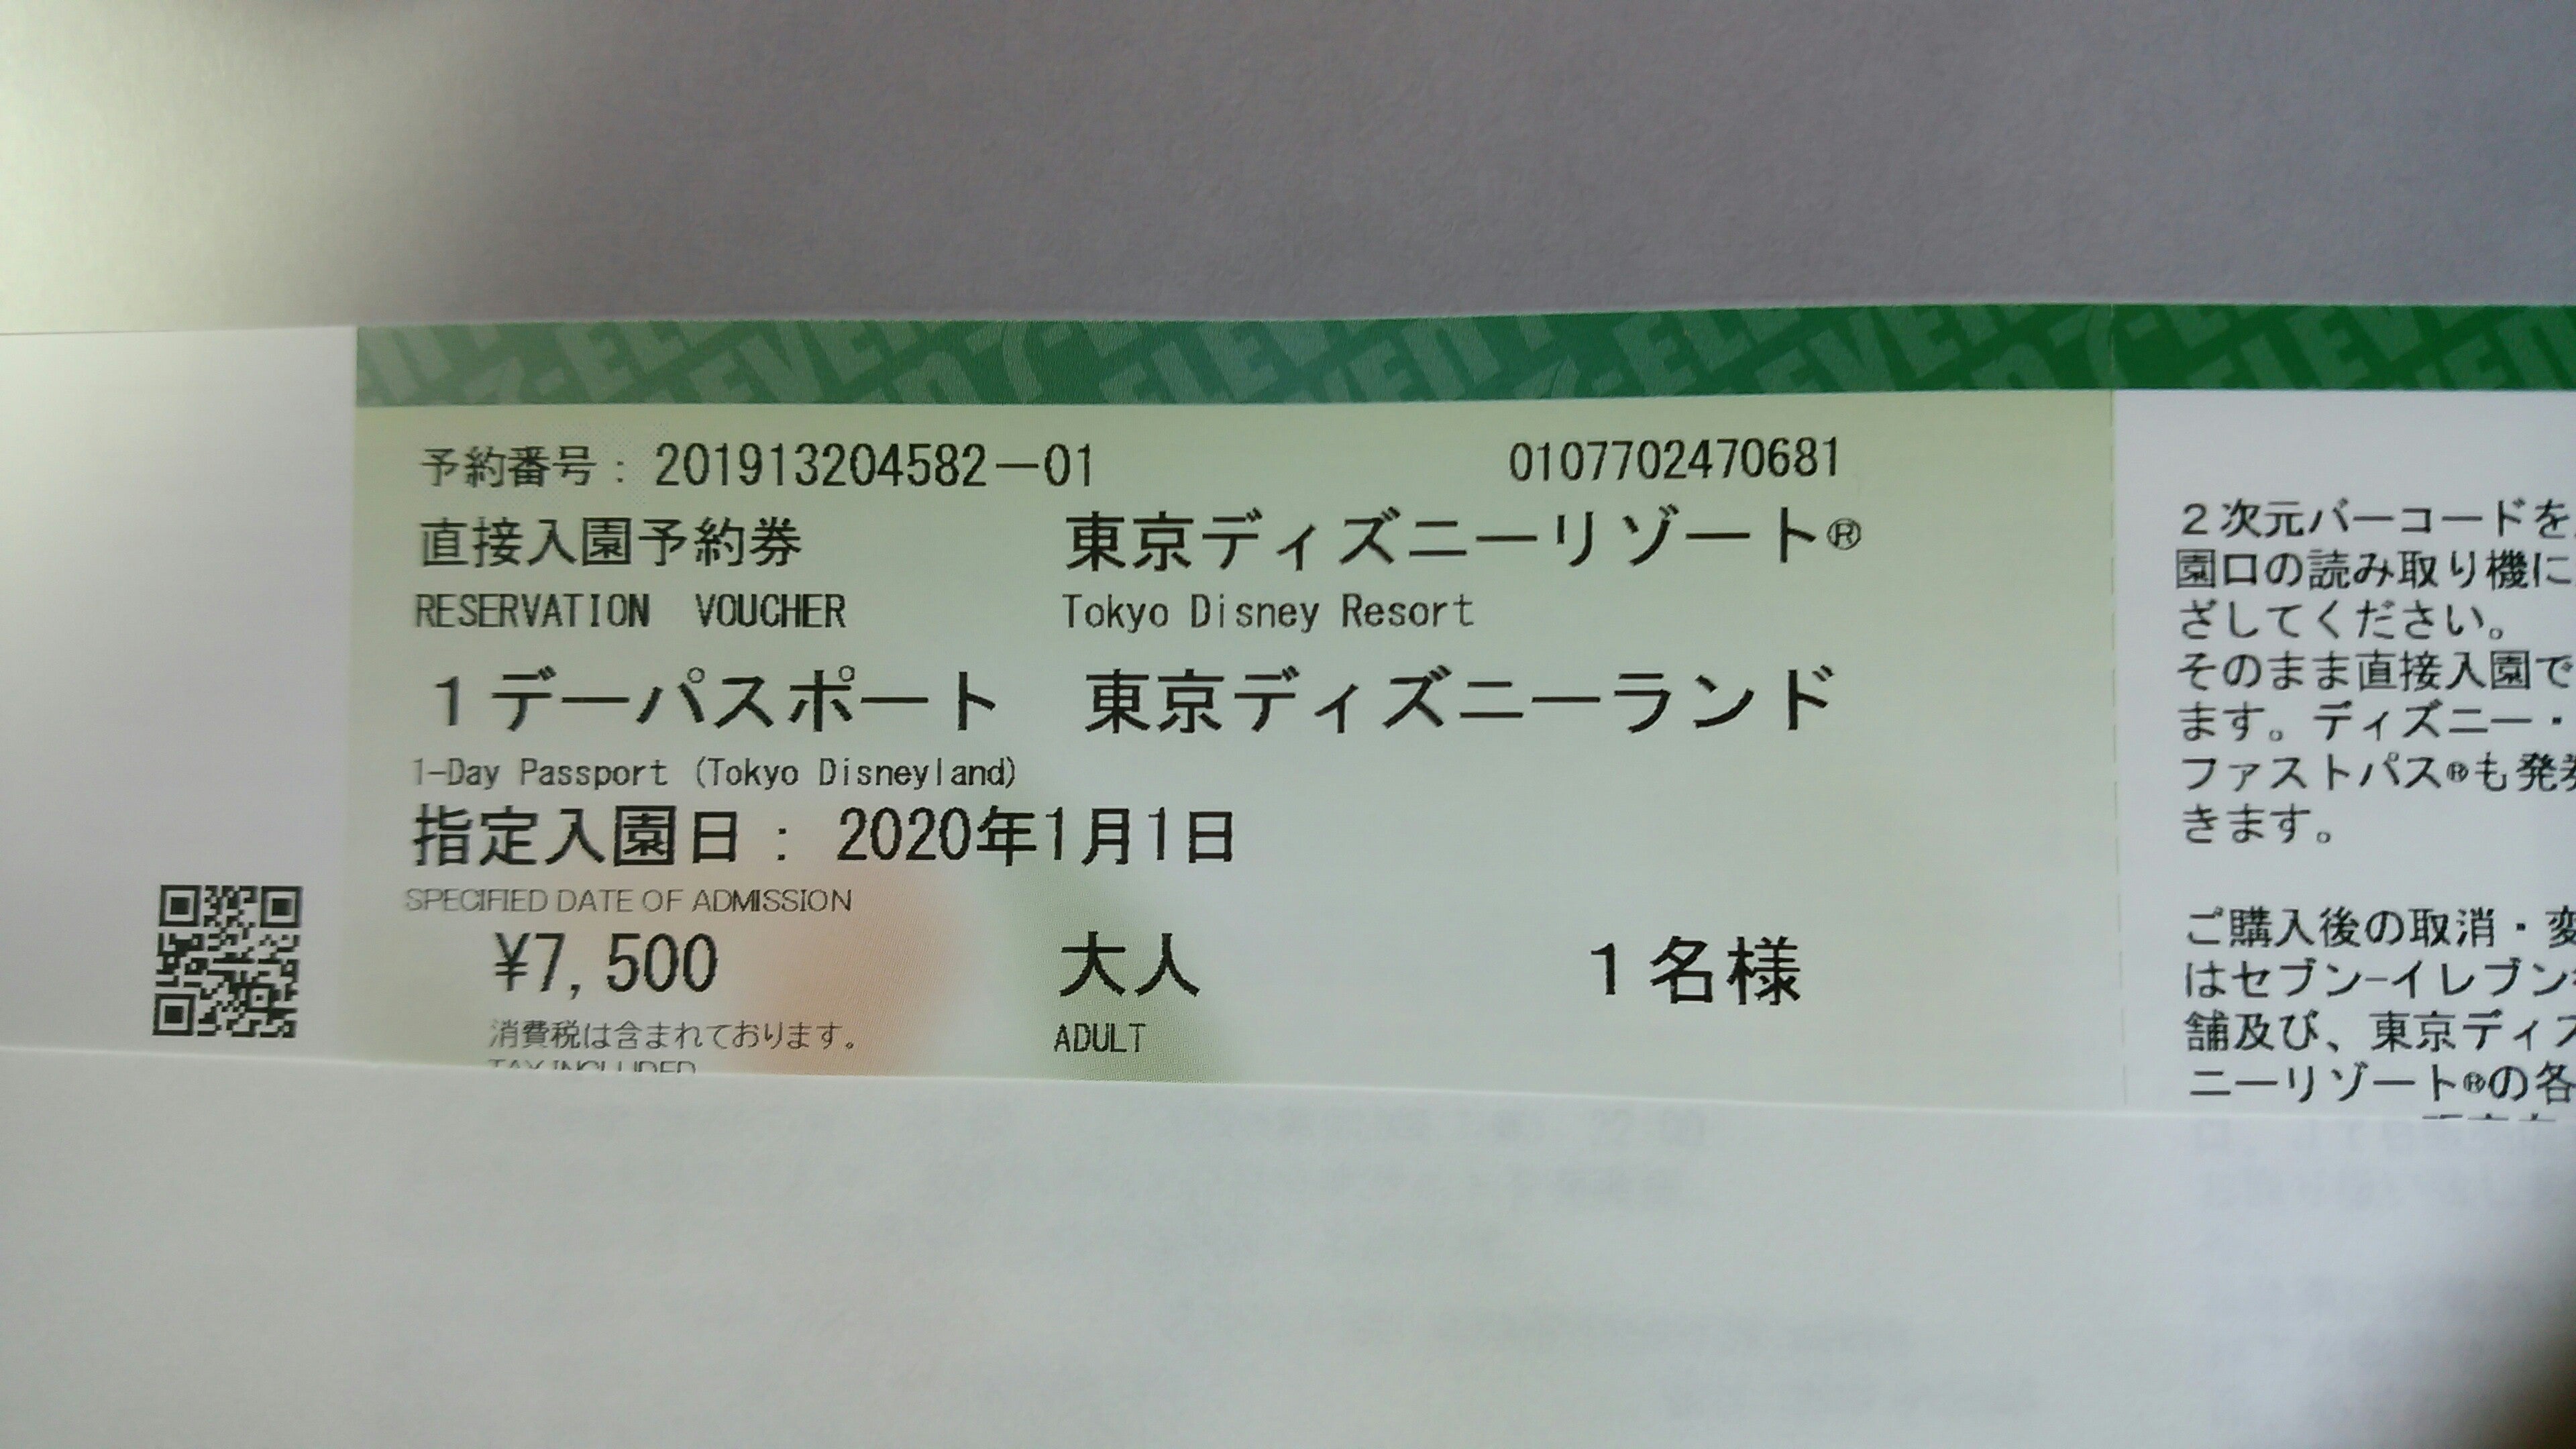 予約番号: 201913204582-01 0107702470681
直接入園予約券 東京ディズニーリゾート®
RESERVATION VOUCHER Tokyo Disney Resort
1デーパスポート 東京ディズニーランド
1-Day Passport (Tokyo Disneyland)
指定入園日: 2020年1月1日
SPECIFIED DATE OF ADMISSION
¥7,500 大人 1名様
消費税は含まれております。 ADULT
TAX INCLUDED
2次元バーコードを
園口の読み取り機に
ざしてください。
そのまま直接入園で
ます。ディズニー・
ファストパス®も発券
きます。
ご購入後の取消・変
はセブン-イレブン
舗及び、東京ディズ
ニーリゾート®の各